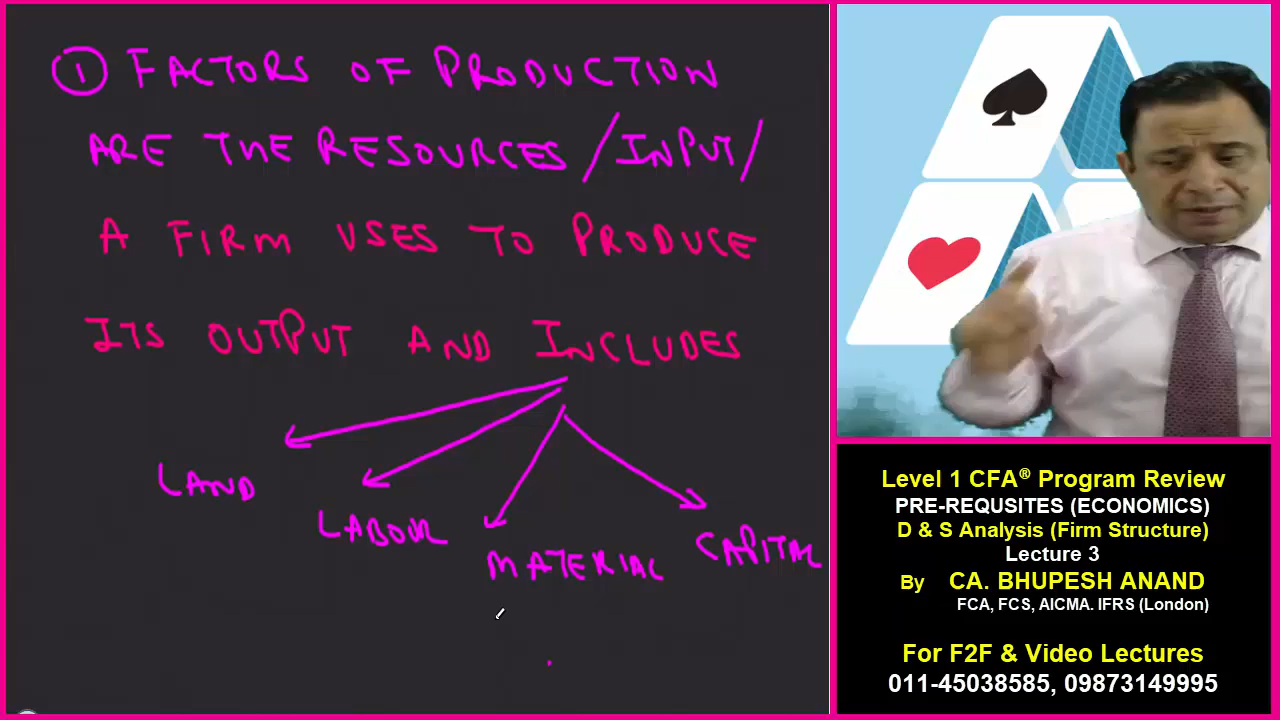 ① FACTORS OF PRODUCTION
ARE THE RESOURCES/INPUT/
A FIRM USES TO PRODUCE
ITS OUTPUT AND INCLUDES
LAND
LABOUR
MATERIAL
CAPITAL
Level 1 CFA® Program Review
PRE-REQUSITES (ECONOMICS)
D & S Analysis (Firm Structure)
Lecture 3
By CA. BHUPESH ANAND
FCA, FCS, AICMA. IFRS (London)
For F2F & Video Lectures
011-45038585, 09873149995